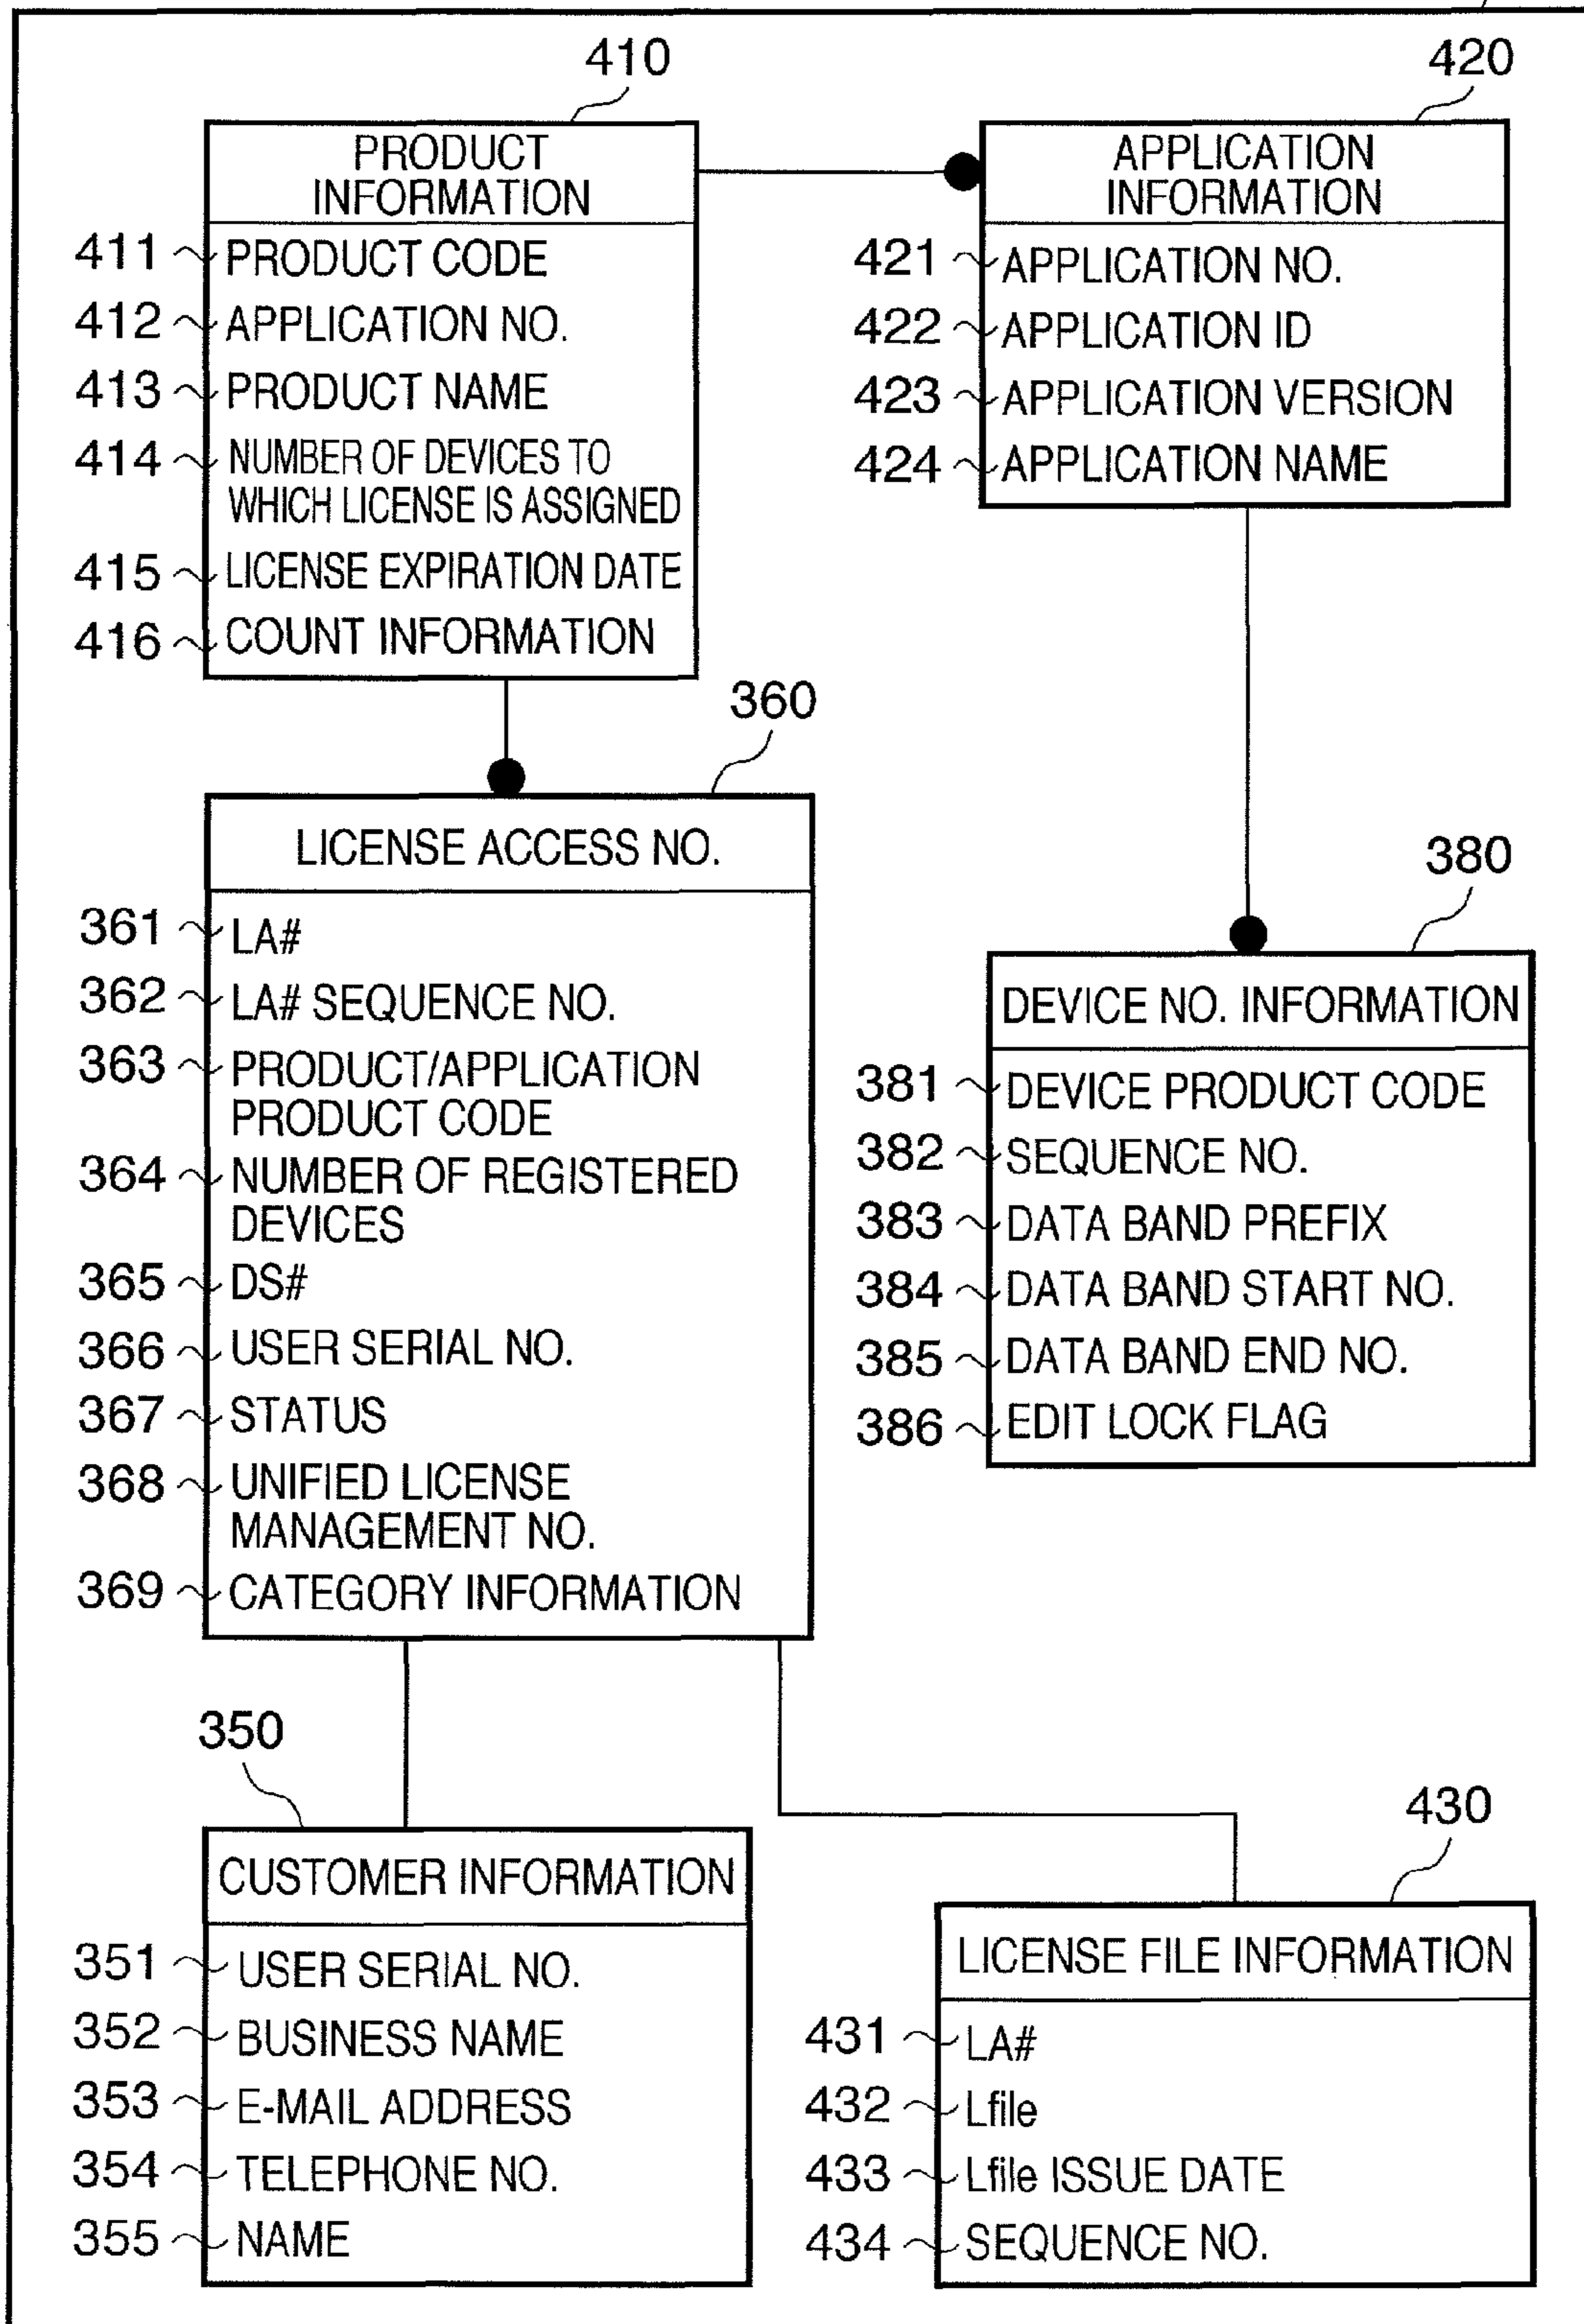 410
PRODUCT
INFORMATION
411 PRODUCT CODE
412 APPLICATION NO.
413 PRODUCT NAME
414 NUMBER OF DEVICES TO
WHICH LICENSE IS ASSIGNED
415 LICENSE EXPIRATION DATE
416 COUNT INFORMATION
420
APPLICATION
INFORMATION
421 APPLICATION NO.
422 APPLICATION ID
423 APPLICATION VERSION
424 APPLICATION NAME
360
LICENSE ACCESS NO.
361 LA#
362 LA# SEQUENCE NO.
363 PRODUCT/APPLICATION
PRODUCT CODE
364 NUMBER OF REGISTERED
DEVICES
365 DS#
366 USER SERIAL NO.
367 STATUS
368 UNIFIED LICENSE
MANAGEMENT NO.
369 CATEGORY INFORMATION
380
DEVICE NO. INFORMATION
381 DEVICE PRODUCT CODE
382 SEQUENCE NO.
383 DATA BAND PREFIX
384 DATA BAND START NO.
385 DATA BAND END NO.
386 EDIT LOCK FLAG
350
CUSTOMER INFORMATION
351 USER SERIAL NO.
352 BUSINESS NAME
353 E-MAIL ADDRESS
354 TELEPHONE NO.
355 NAME
430
LICENSE FILE INFORMATION
431 LA#
432 Lfile
433 Lfile ISSUE DATE
434 SEQUENCE NO.